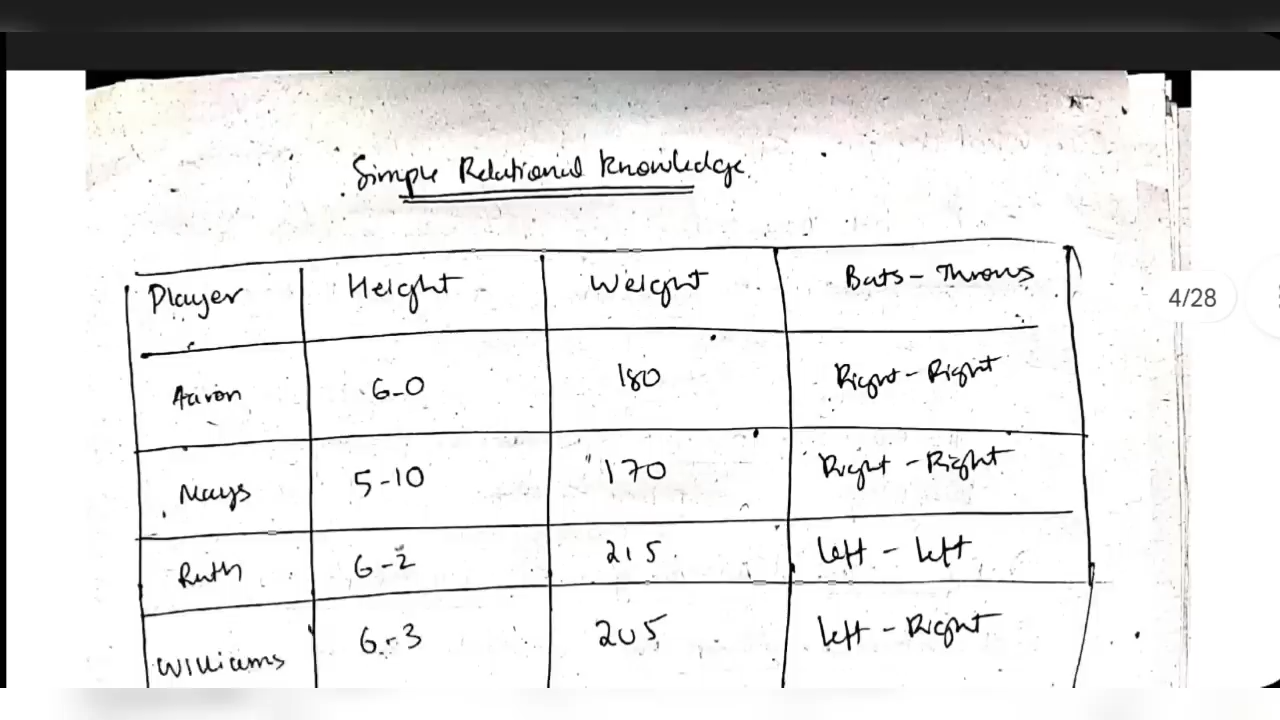 Simple Relational Knowledge
Player Height Weight Bats - Throws
Aaron 6-0 180 Right - Right
Mays 5-10 170 Right - Right
Ruth 6-2 215 Left - Left
Williams 6-3 205 Left - Right
4/28